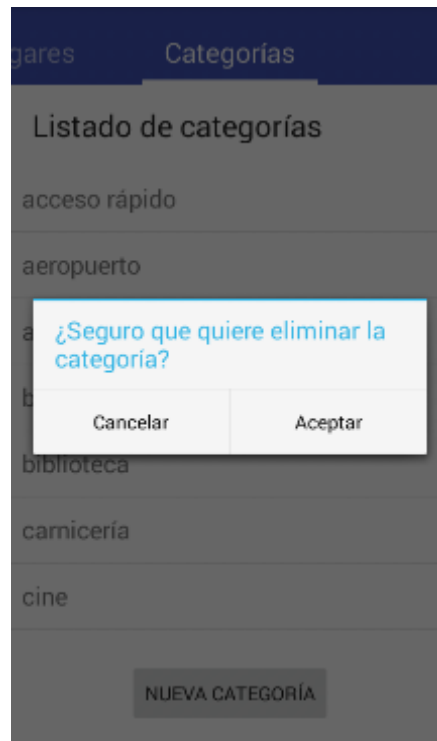 gares Categorías
Listado de categorías
acceso rápido
aeropuerto
a
¿Seguro que quiere eliminar la
categoría?
b
Cancelar Aceptar
biblioteca
carnicería
cine
NUEVA CATEGORÍA